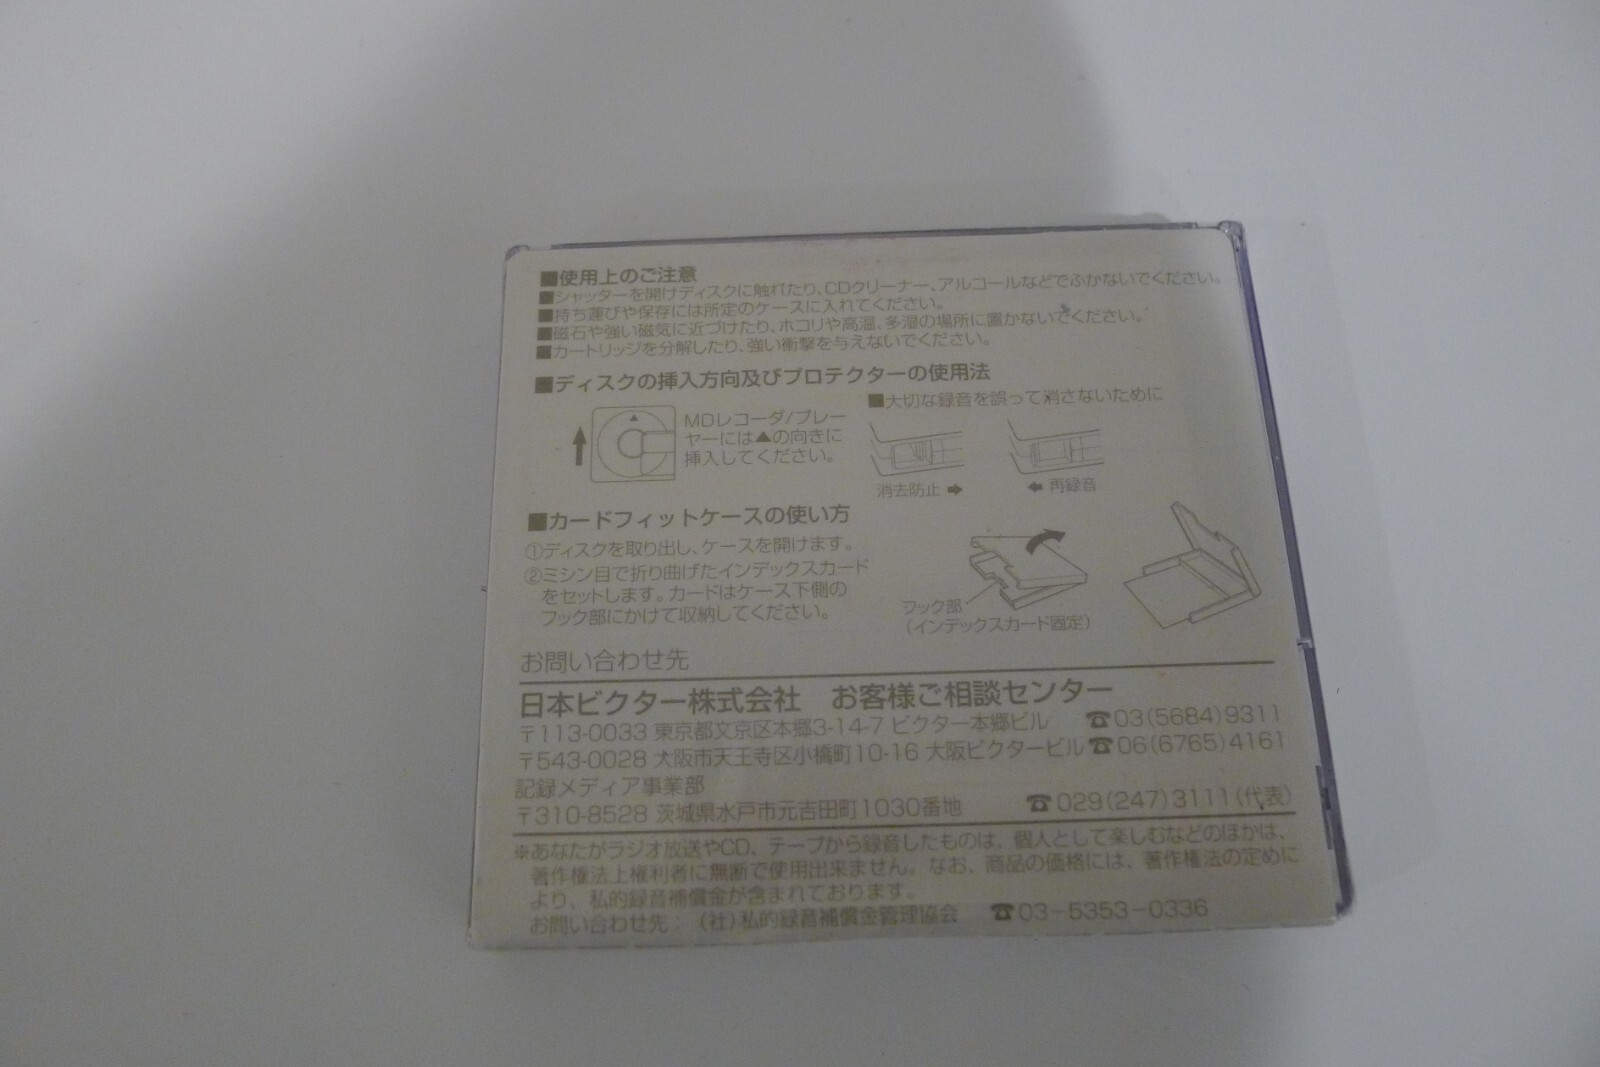 ■使用上のご注意
■シャッターを開けディスクに触れたり、CDクリーナー、アルコールなどでふかないでください。
■持ち運びや保存には所定のケースに入れてください。
■磁石や強い磁気に近づけたり、ホコリや高温、多湿の場所に置かないでください。
■カートリッジを分解したり、強い衝撃を与えないでください。
■ディスクの挿入方向及びプロテクターの使用法
MDレコーダ/プレー
ヤーには▲の向きに
挿入してください。
■大切な録音を誤って消さないために
消去防止 ➡
⬅ 再録音
■カードフィットケースの使い方
①ディスクを取り出し、ケースを開けます。
②ミシン目で折り曲げたインデックスカード
をセットします。カードはケース下側の
フック部にかけて収納してください。
フック部
(インデックスカード固定)
お問い合わせ先
日本ビクター株式会社 お客様ご相談センター
〒113-0033 東京都文京区本郷3-14-7 ビクター本郷ビル ☎03(5684)9311
〒543-0028 大阪市天王寺区小橋町10-16 大阪ビクタービル ☎06(6765)4161
記録メディア事業部
〒310-8528 茨城県水戸市元吉田町1030番地 ☎029(247)3111(代表)
※あなたがラジオ放送やCD、テープから録音したものは、個人として楽しむなどのほかは、
著作権法上権利者に無断で使用出来ません。なお、商品の価格には、著作権法の定めに
より、私的録音補償金が含まれております。
お問い合わせ先：(社)私的録音補償金管理協会 ☎03-5353-0336